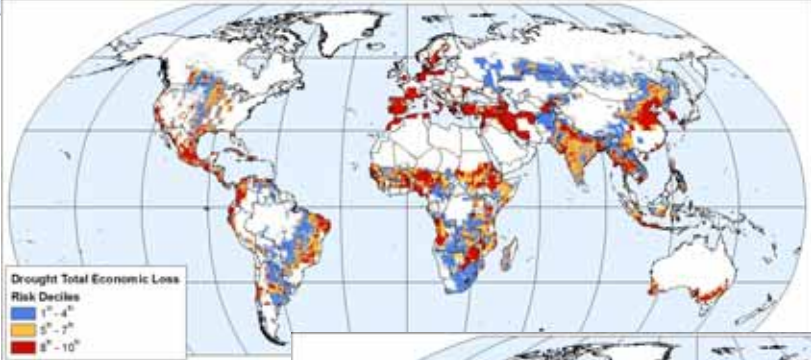 Drought Total Economic Loss
Risk Deciles
1st - 4th
5th - 7th
8th - 10th